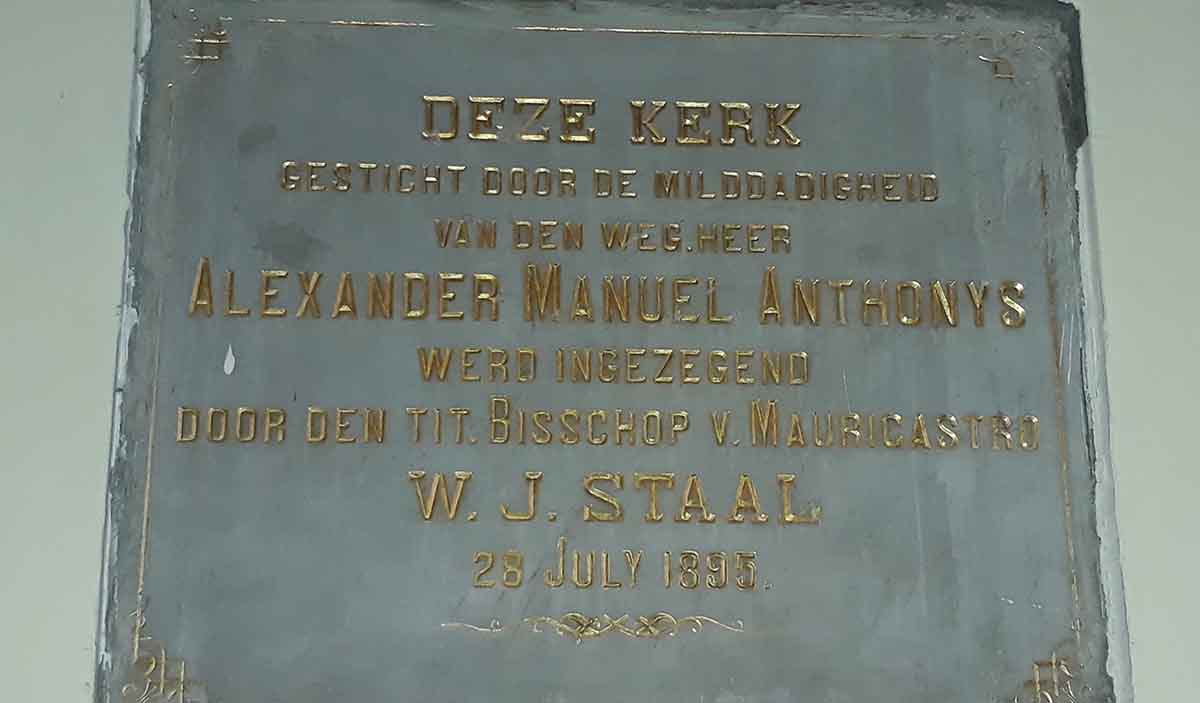 DEZE KERK
GESTICHT DOOR DE MILDDADIGHEID
VAN DEN WEG.HEER
ALEXANDER MANUEL ANTHONYS
WERD INGEZEGEND
DOOR DEN TIT. BISSCHOP V. MAURICASTRO
W. J. STAAL
28 JULY 1895.